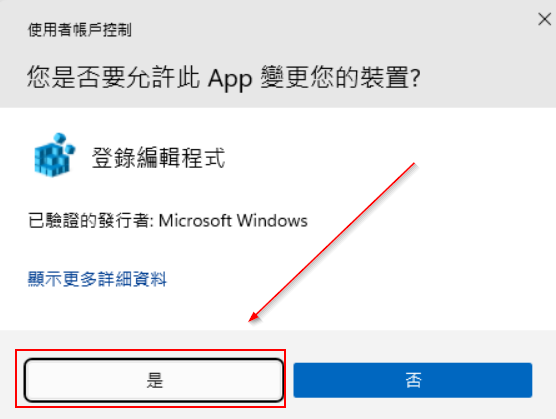 使用者帳戶控制
您是否要允許此 App 變更您的裝置?
登錄編輯程式
已驗證的發行者: Microsoft Windows
顯示更多詳細資料
是
否